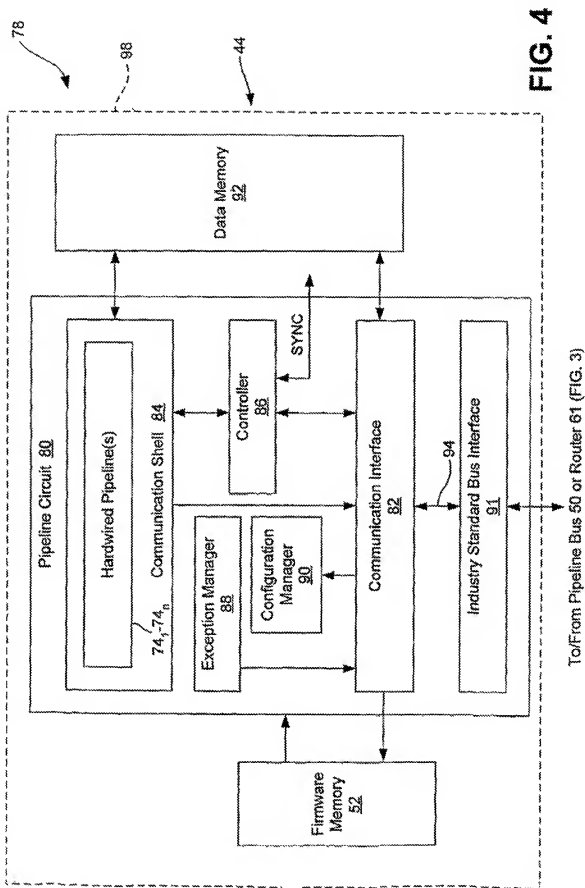 78
98
44
Pipeline Circuit 80
Hardwired Pipeline(s)
74₁-74ₙ
Communication Shell 84
Data Memory
92
Controller
86
SYNC
Exception Manager
88
Configuration
Manager
90
Communication Interface
82
94
Industry Standard Bus Interface
91
Firmware
Memory
52
To/From Pipeline Bus 50 or Router 61 (FIG. 3)
FIG. 4